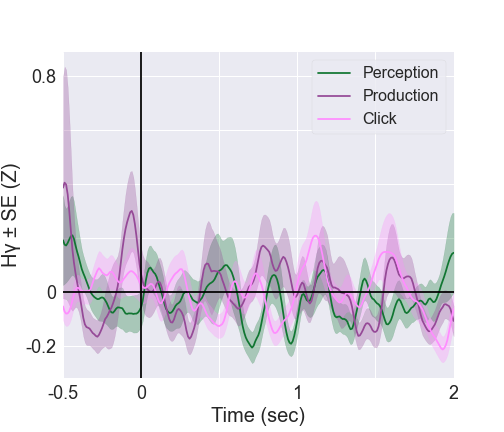 Perception
Production
Click
Hγ ± SE (Z)
0.8
0
-0.2
-0.5
0
1
2
Time (sec)